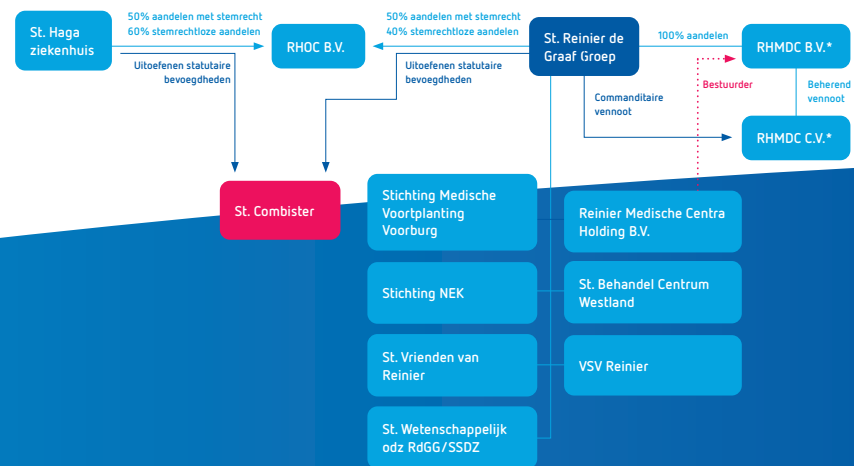 St. Haga
ziekenhuis
50% aandelen met stemrecht
60% stemrechtloze aandelen
Uitoefenen statutaire
bevoegdheden
RHOC B.V.
50% aandelen met stemrecht
40% stemrechtloze aandelen
Uitoefenen statutaire
bevoegdheden
St. Reinier de
Graaf Groep
100% aandelen
RHMDC B.V.*
Bestuurder
Beherend
vennoot
Commanditaire
vennoot
RHMDC C.V.*
St. Combister
Stichting Medische
Voortplanting
Voorburg
Reinier Medische Centra
Holding B.V.
Stichting NEK
St. Behandel Centrum
Westland
St. Vrienden van
Reinier
VSV Reinier
St. Wetenschappelijk
odz RdGG/SSDZ